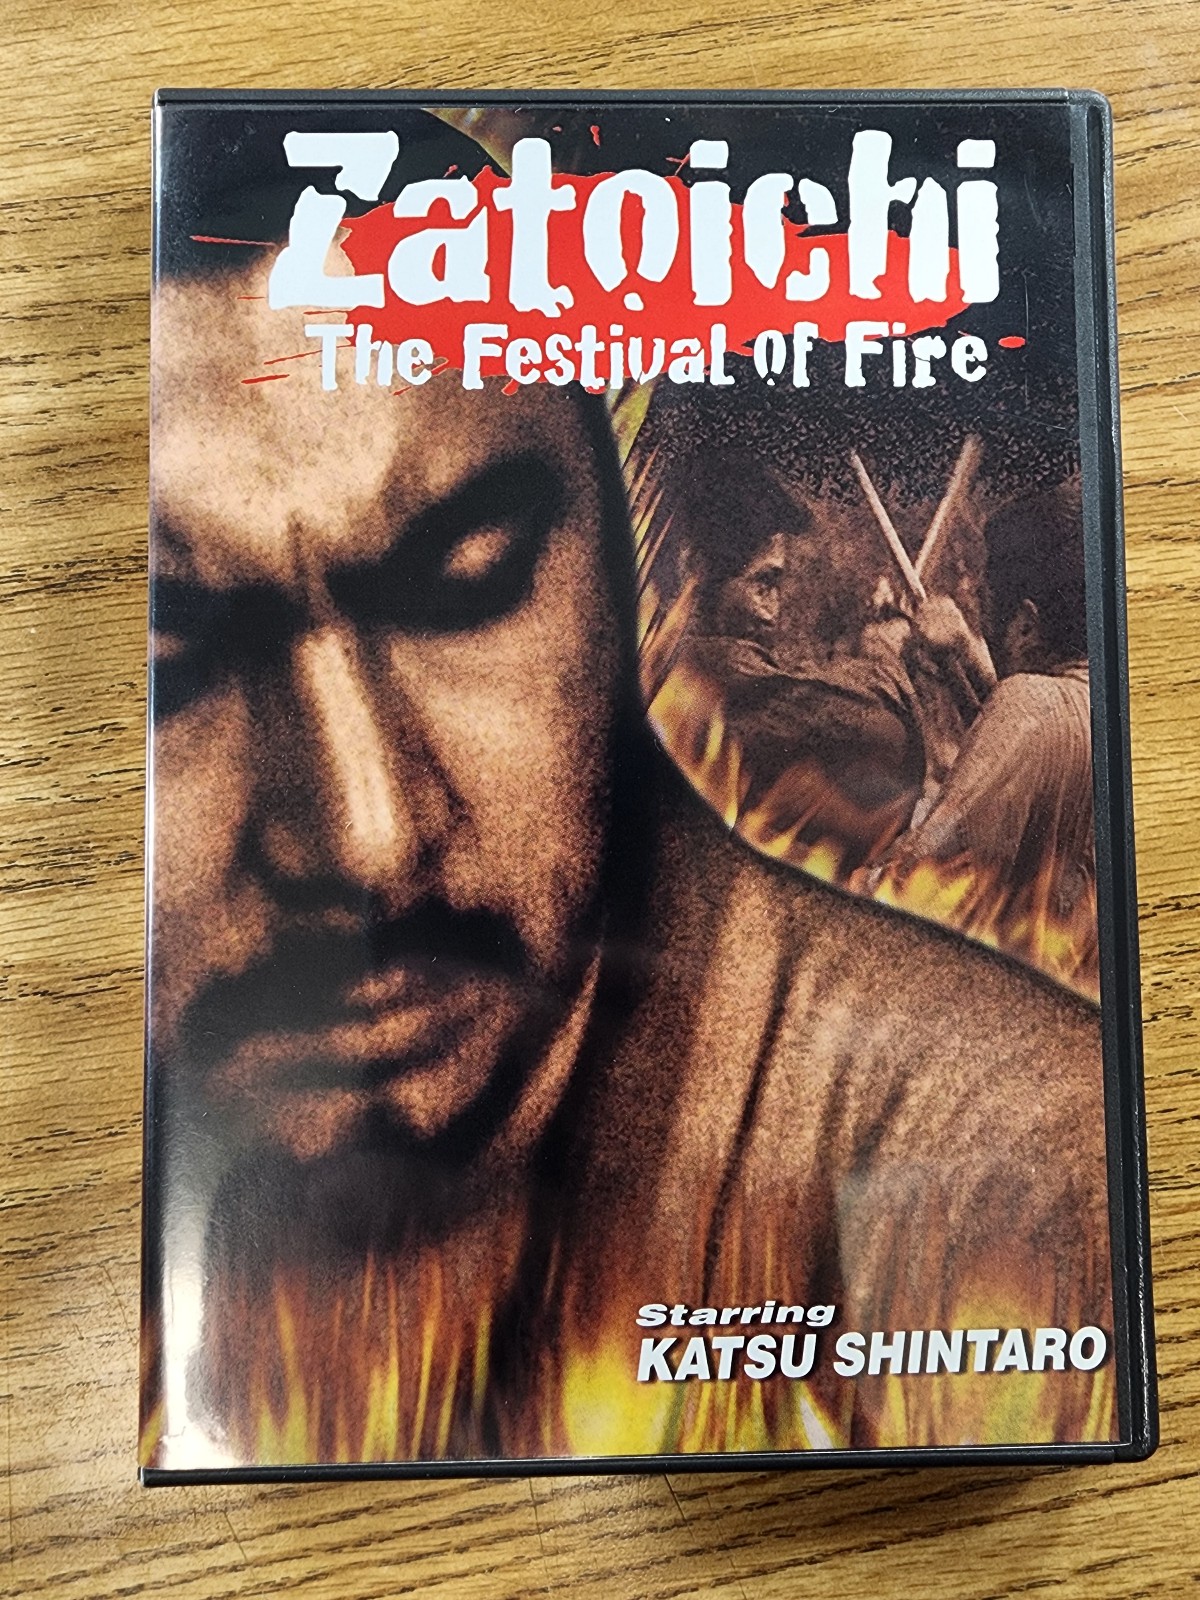 Zatoichi
The Festival of Fire
Starring
KATSU SHINTARO